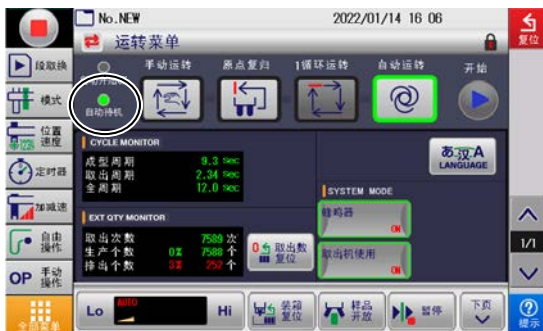 No.NEW 2022/01/14 16 06
运转菜单
复位
段取换
模式
位置
速度
定时器
加减速
自由
操作
OP 手动
操作
全部菜单
手动运转 原点复归 1循环运转 自动运转 开始
自动待机
CYCLE MONITOR
成型周期 9.3 Sec
取出周期 2.34 Sec
全周期 12.0 Sec
あ汉A
LANGUAGE
EXT QTY MONITOR
取出次数 7589 次
生产个数 0% 7588 个
排出个数 3% 252 个
取出数
复位
SYSTEM MODE
蜂鸣器
ON
取出机使用
ON
1/1
Lo AUTO Hi
装箱
复位
样品
开放
暂停
下页
提示